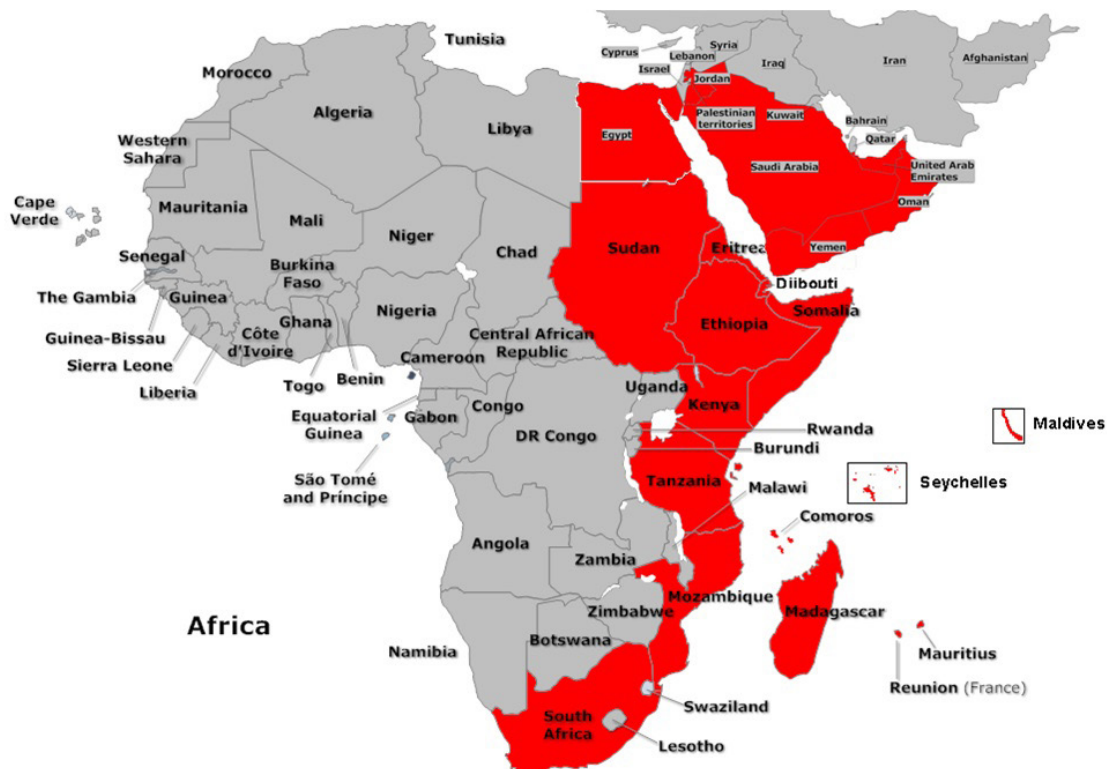 Tunisia
Morocco
Algeria
Libya
Egypt
Western
Sahara
Cape
Verde
Mauritania
Mali
Niger
Chad
Sudan
Eritrea
Senegal
The Gambia
Guinea-Bissau
Guinea
Sierra Leone
Liberia
Burkina
Faso
Côte
d'Ivoire
Ghana
Togo
Benin
Nigeria
Cameroon
Central African
Republic
Equatorial
Guinea
São Tomé
and Príncipe
Gabon
Congo
DR Congo
Uganda
Kenya
Ethiopia
Diibouti
Somalia
Rwanda
Burundi
Tanzania
Malawi
Angola
Zambia
Mozambique
Zimbabwe
Botswana
Namibia
South
Africa
Swaziland
Lesotho
Comoros
Madagascar
Mauritius
Reunion (France)
Seychelles
Maldives
Africa
Cyprus
Lebanon
Syria
Israel
Jordan
Iraq
Iran
Afghanistan
Palestinian
territories
Kuwait
Bahrain
Qatar
Saudi Arabia
United Arab
Emirates
Oman
Yemen